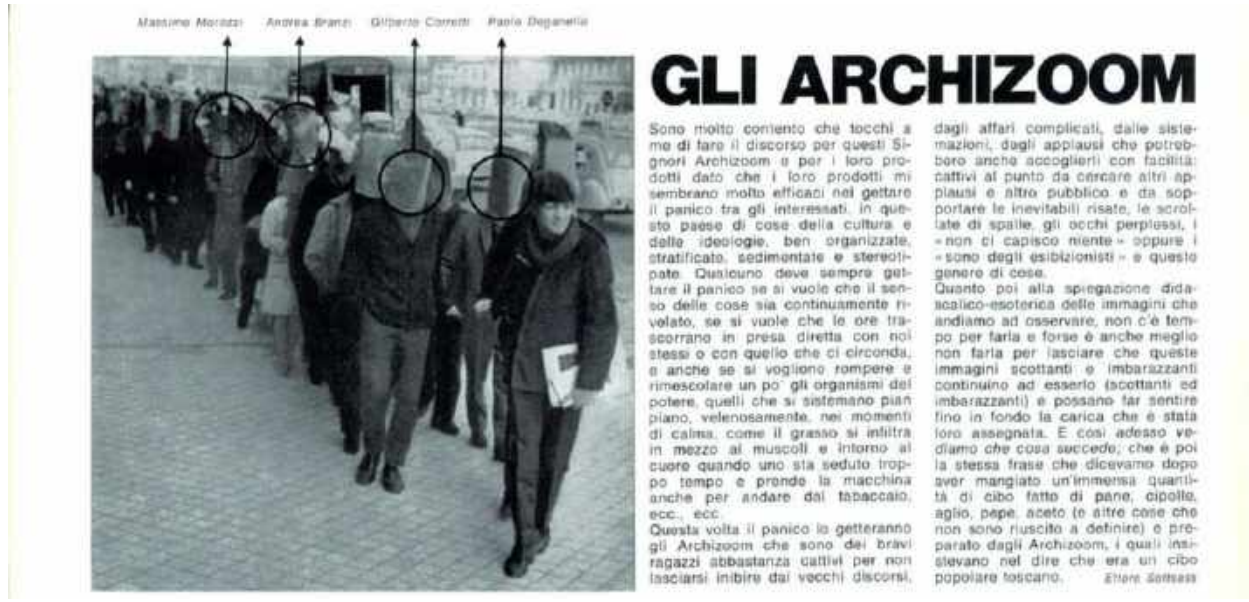 Massimo Morozzi Andrea Branzi Gilberto Corretti Paolo Deganello
GLI ARCHIZOOM
Sono molto contento che tocchi a
me di fare il discorso per questi Si-
gnori Archizoom e per i loro pro-
dotti dato che i loro prodotti mi
sembrano molto efficaci nel gettare
il panico tra gli interessati, in que-
sto paese di cose della cultura e
delle ideologie, ben organizzate,
stratificate, sedimentate e stereoti-
pate. Qualcuno deve sempre get-
tare il panico se si vuole che il sen-
so delle cose sia continuamente ri-
velato, se si vuole che le ore tra-
scorrano in presa diretta con noi
stessi o con quello che ci circonda,
e anche se si vogliono rompere e
rimescolare un po' gli organismi del
potere, quelli che si sistemano pian
piano, velenosamente, nei momenti
di calma, come il grasso si infiltra
in mezzo ai muscoli e intorno al
cuore quando uno sta seduto trop-
po tempo e prende la macchina
anche per andare dal tabaccaio,
ecc., ecc.
Questa volta il panico lo getteranno
gli Archizoom che sono dei bravi
ragazzi abbastanza cattivi per non
lasciarsi inibire dai vecchi discorsi,
dagli affari complicati, dalle siste-
mazioni, dagli applausi che potreb-
bero anche accoglierli con facilità:
cattivi al punto da cercare altri ap-
plausi e altro pubblico e da sop-
portare le inevitabili risate, le scrol-
late di spalle, gli occhi perplessi, i
« non ci capisco niente » oppure i
« sono degli esibizionisti » e questo
genere di cose.
Quanto poi alla spiegazione dida-
scalico-esoterica delle immagini che
andiamo ad osservare, non c'è tem-
po per farla e forse è anche meglio
non farla per lasciare che queste
immagini scottanti e imbarazzanti
continuino ad esserlo (scottanti ed
imbarazzanti) e possano far sentire
fino in fondo la carica che è stata
loro assegnata. E così adesso ve-
diamo che cosa succede, che è poi
la stessa frase che dicevamo dopo
aver mangiato un'immensa quanti-
tà di cibo fatto di pane, cipolle,
aglio, pepe, aceto (e altre cose che
non sono riuscito a definire) e pre-
parato dagli Archizoom, i quali insi-
stevano nel dire che era un cibo
popolare toscano. Ettore Sottsass